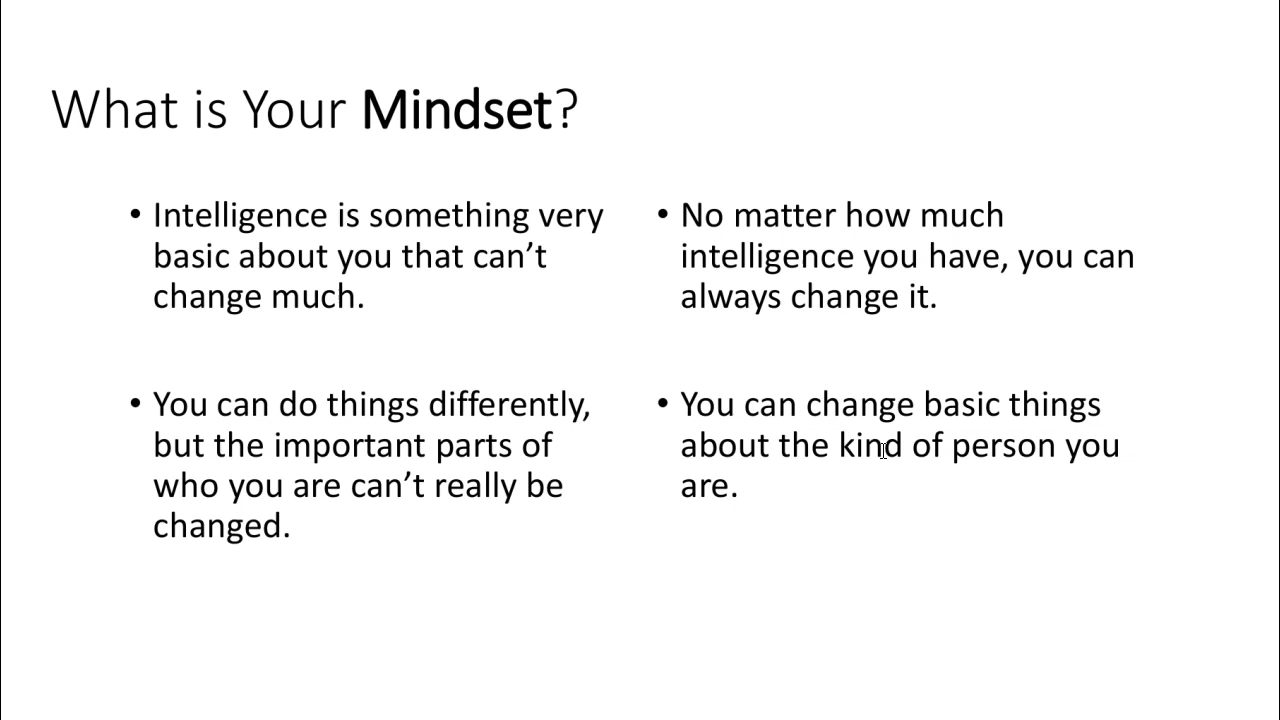 What is Your Mindset?
• Intelligence is something very
basic about you that can’t
change much.
• You can do things differently,
but the important parts of
who you are can’t really be
changed.
• No matter how much
intelligence you have, you can
always change it.
• You can change basic things
about the kind of person you
are.